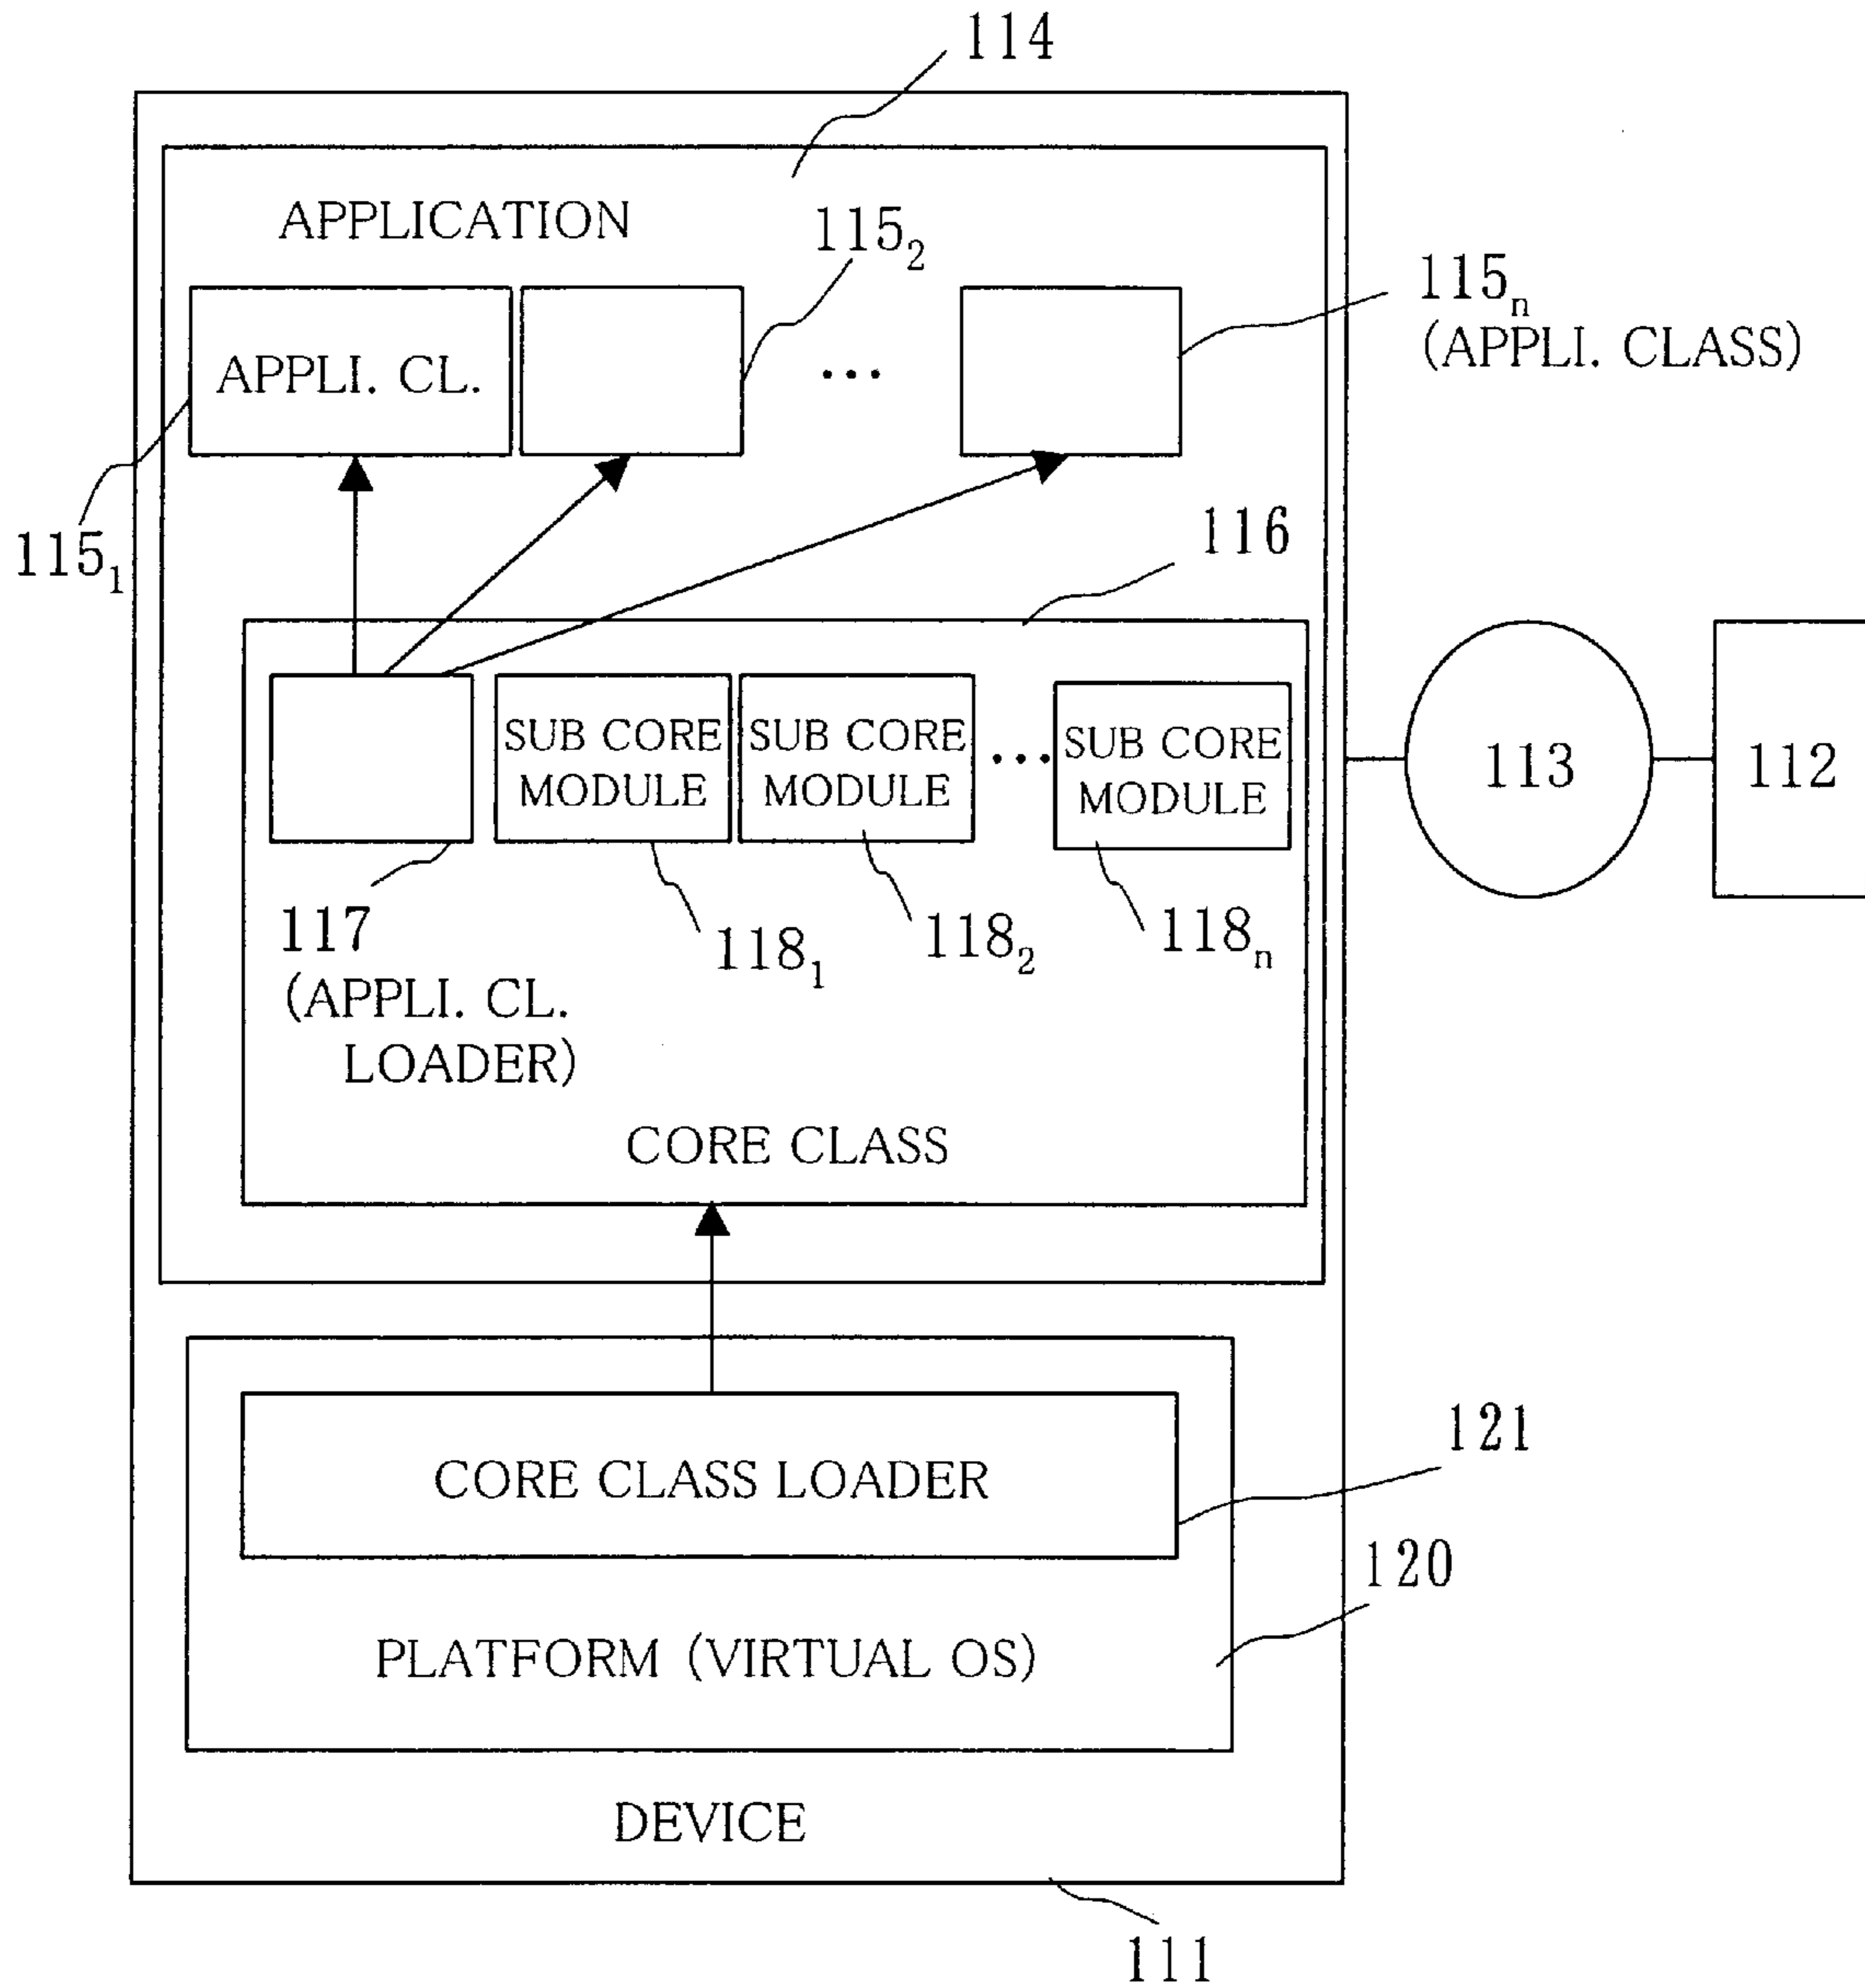 114
APPLICATION
115₂
115ₙ
(APPLI. CLASS)
APPLI. CL.
...
115₁
116
SUB CORE
MODULE
SUB CORE
MODULE
...
SUB CORE
MODULE
113
112
117
(APPLI. CL.
LOADER)
118₁
118₂
118ₙ
CORE CLASS
CORE CLASS LOADER
121
120
PLATFORM (VIRTUAL OS)
DEVICE
111